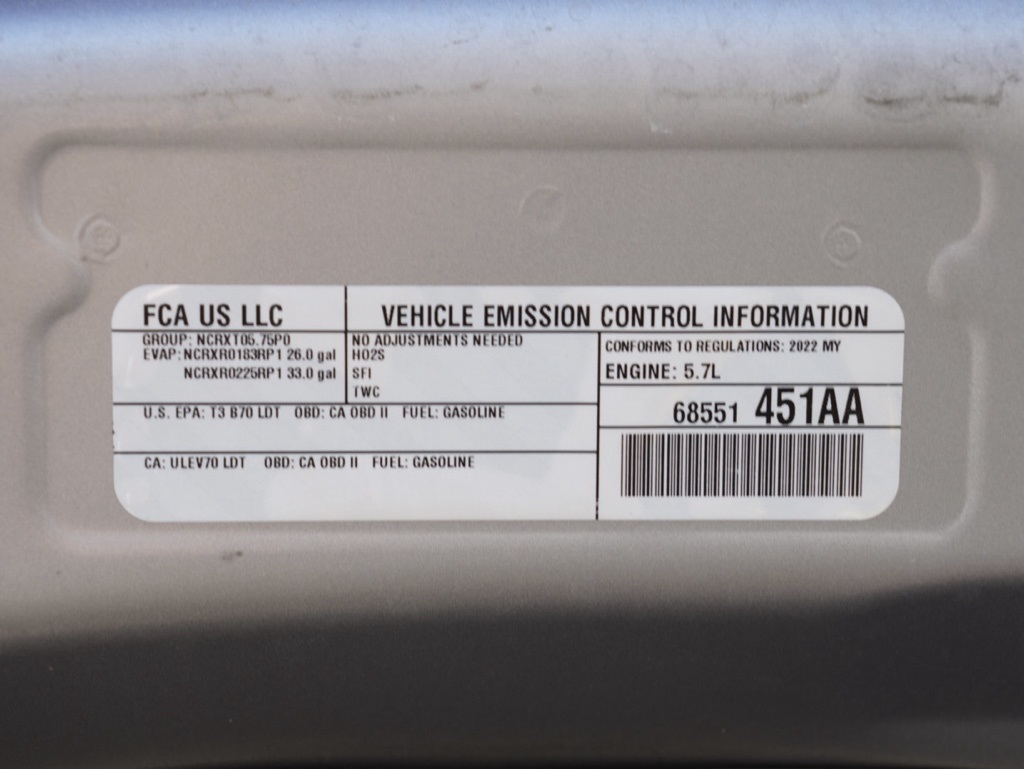 FCA US LLC
VEHICLE EMISSION CONTROL INFORMATION
GROUP: NCRXT05.75P0
EVAP: NCRXR0183RP1 26.0 gal
NCRXR0225RP1 33.0 gal
NO ADJUSTMENTS NEEDED
HO2S
SFI
TWC
CONFORMS TO REGULATIONS: 2022 MY
ENGINE: 5.7L
68551 451AA
U.S. EPA: T3 B70 LDT OBD: CA OBD II FUEL: GASOLINE
CA: ULEV70 LDT OBD: CA OBD II FUEL: GASOLINE